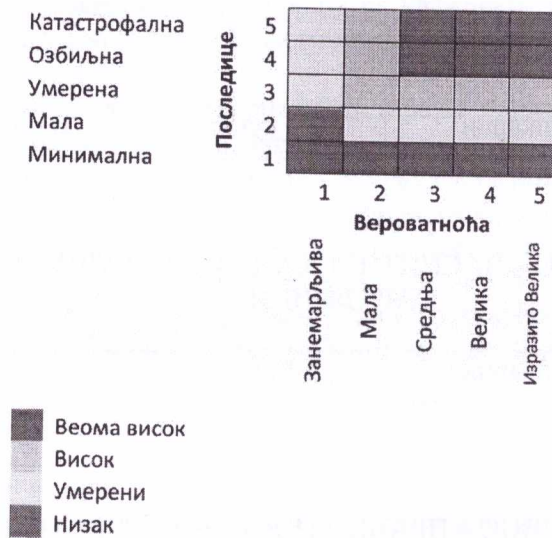 Катастрофална 5
Озбиљна 4
Умерена 3
Мала 2
Минимална 1
Последице
1 2 3 4 5
Вероватноћа
Занемарљива
Мала
Средња
Велика
Изразито Велика
Веома висок
Висок
Умерени
Низак